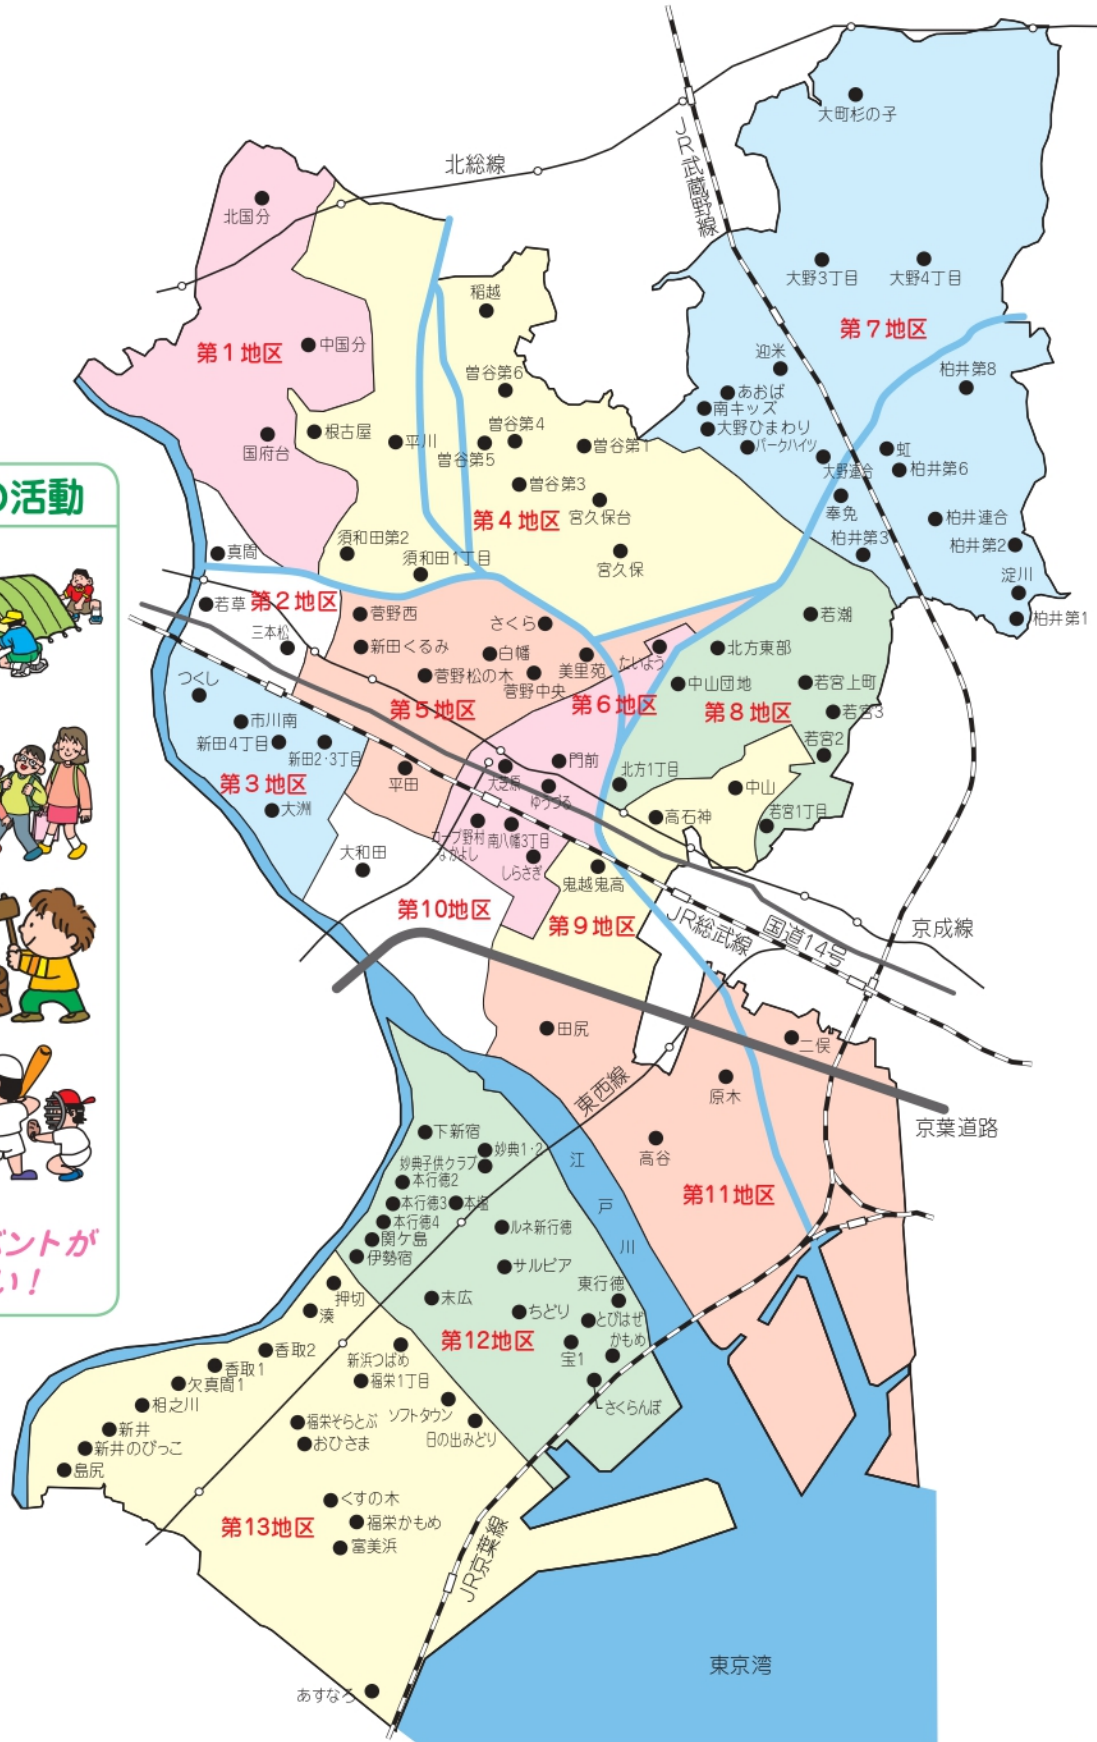 の活動
ベントが
い！
北総線
JR武蔵野線
大町杉の子
北国分
大野3丁目
大野4丁目
第7地区
稲越
第1地区
中国分
迎米
柏井第8
曽谷第6
あおば
南キッズ
大野ひまわり
パークハイツ
根古屋
国府台
平川
曽谷第4
曽谷第5
曽谷第1
虹
大野連合
柏井第6
曽谷第3
第4地区
宮久保台
奉免
柏井連合
柏井第3
柏井第2
須和田第2
須和田1丁目
宮久保
真間
淀川
若草
第2地区
菅野西
さくら
若潮
柏井第1
三本松
新田くるみ
白幡
美里苑
たいよう
北方東部
つくし
菅野松の木
菅野中央
中山団地
若宮上町
第5地区
第6地区
第8地区
若宮3
市川南
新田4丁目
新田2・3丁目
若宮2
第3地区
平田
門前
北方1丁目
大芝原
ゆうづる
中山
大洲
高石神
若宮1丁目
コープ野村
なかよし
南八幡3丁目
大和田
しらさぎ
鬼越鬼高
第10地区
第9地区
JR総武線
国道14号
京成線
田尻
二俣
東西線
原木
京葉道路
下新宿
高谷
妙典1・2
妙典子供クラブ
江
戸
川
本行徳2
第11地区
本行徳3
本塩
本行徳4
ルネ新行徳
関ケ島
伊勢宿
サルビア
東行徳
押切
末広
ちどり
とびはぜ
湊
第12地区
かもめ
香取2
新浜つばめ
宝1
香取1
福栄1丁目
欠真間1
さくらんぼ
相之川
ソフトタウン
福栄そらとぶ
日の出みどり
新井
おひさま
新井のびっこ
島尻
くすの木
第13地区
福栄かもめ
富美浜
JR京葉線
東京湾
あすなろ